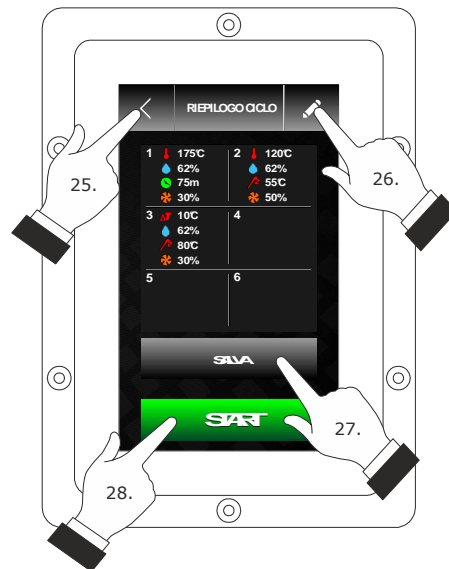 RIEPILOGO CICLO
25.
26.
1 175°C 2 120°C
62% 62%
75m 55°C
30% 50%
3 10°C 4
62%
80°C
30%
5 6
SALVA
27.
START
28.